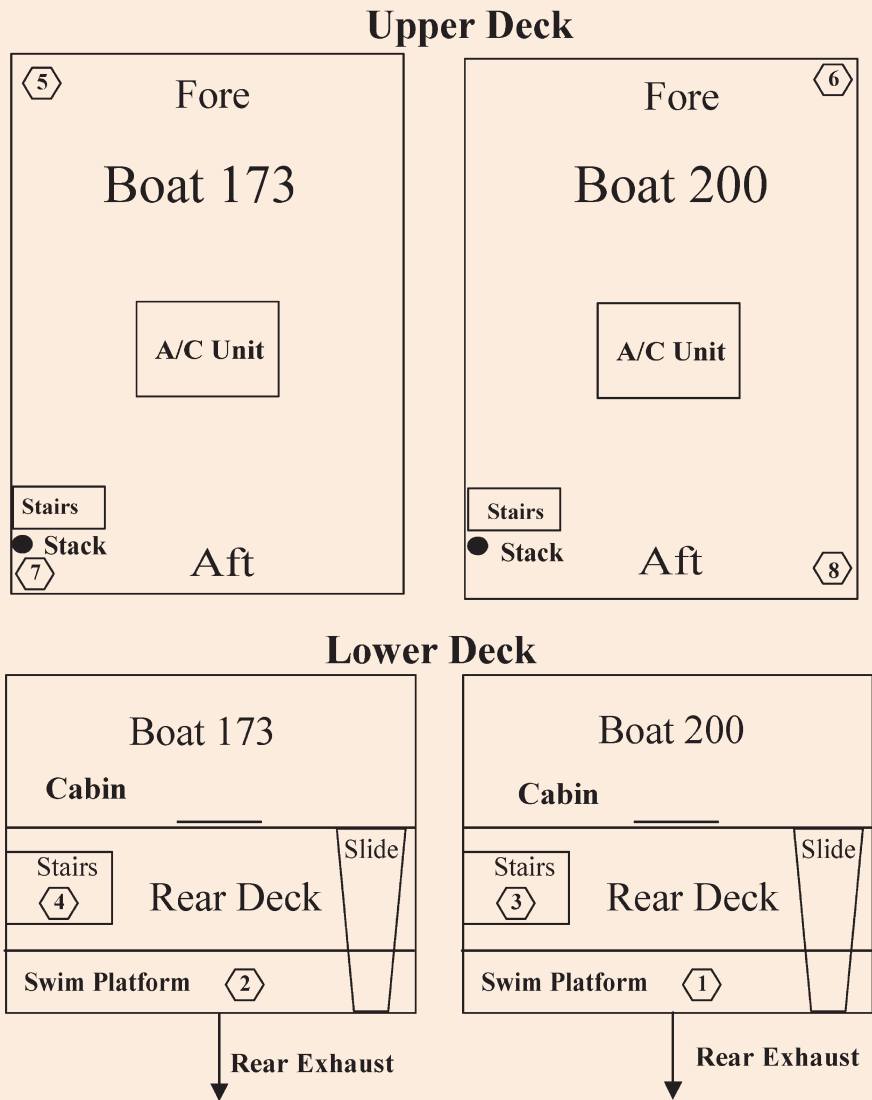 Upper Deck
5
Fore
Boat 173
A/C Unit
Stairs
Stack
7
Aft
6
Fore
Boat 200
A/C Unit
Stairs
Stack
Aft
8
Lower Deck
Boat 173
Cabin
Stairs
4
Rear Deck
Slide
Swim Platform
2
Rear Exhaust
Boat 200
Cabin
Stairs
3
Rear Deck
Slide
Swim Platform
1
Rear Exhaust